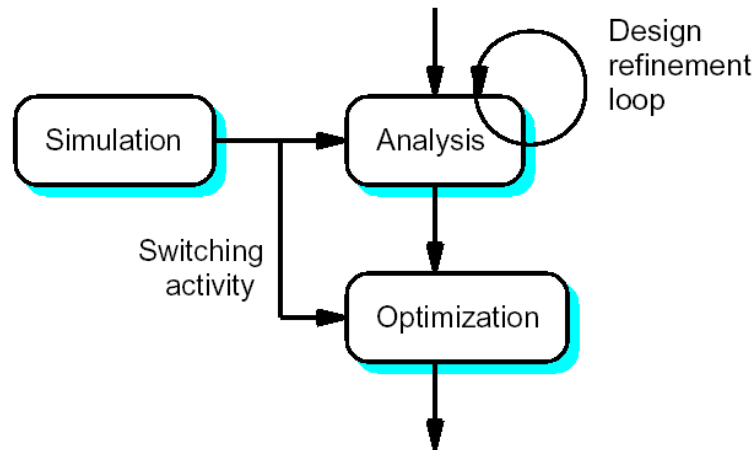 Design
refinement
loop
Simulation
Analysis
Switching
activity
Optimization